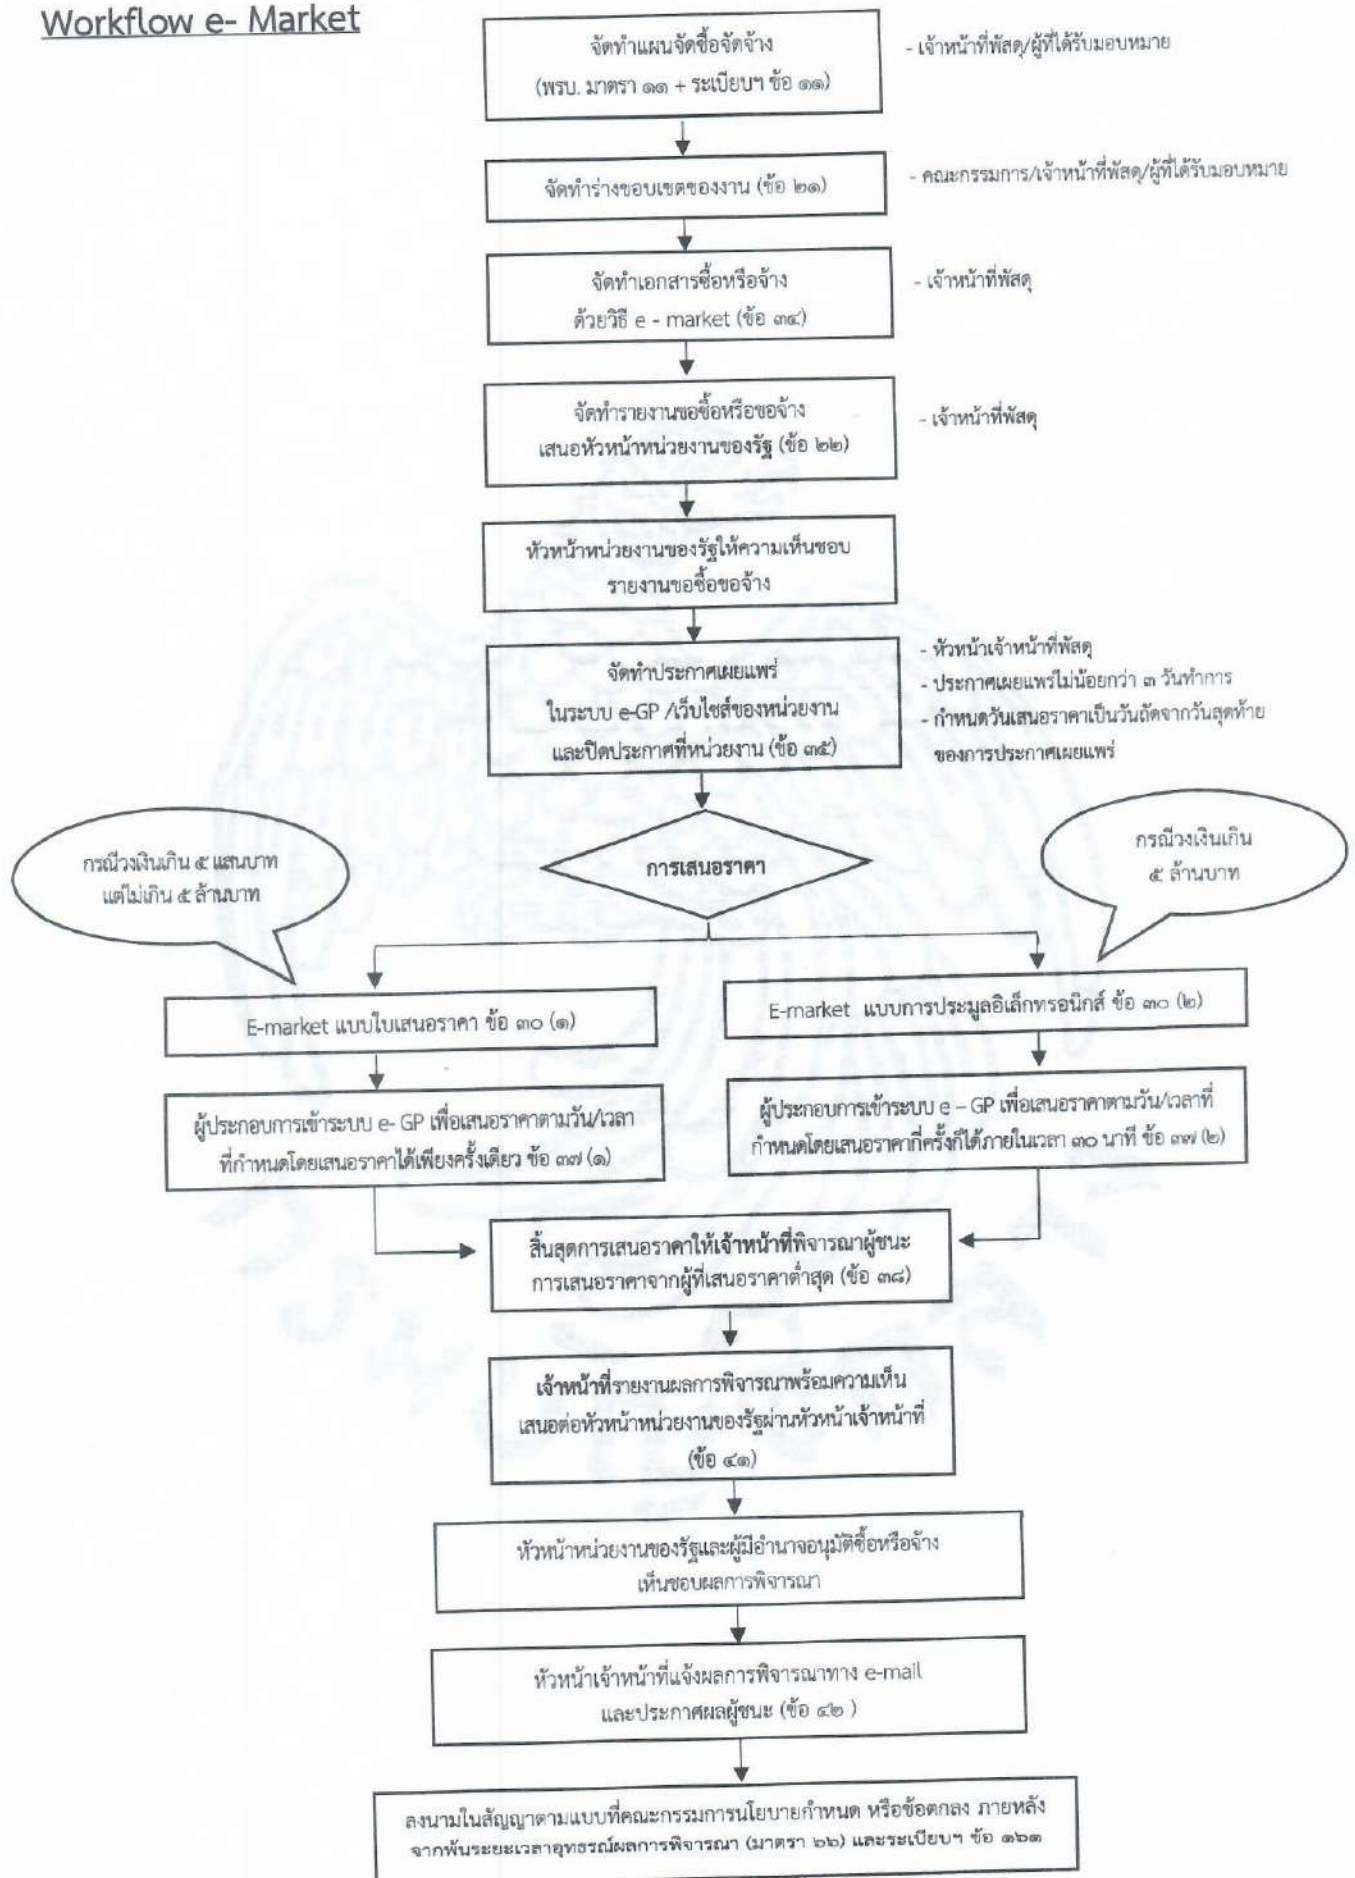 Workflow e- Market
จัดทำแผนจัดซื้อจัดจ้าง
(พรบ. มาตรา ๑๑ + ระเบียบฯ ข้อ ๑๑)
- เจ้าหน้าที่พัสดุ/ผู้ที่ได้รับมอบหมาย
จัดทำร่างขอบเขตของงาน (ข้อ ๒๑)
- คณะกรรมการ/เจ้าหน้าที่พัสดุ/ผู้ที่ได้รับมอบหมาย
จัดทำเอกสารซื้อหรือจ้าง
ด้วยวิธี e - market (ข้อ ๓๔)
- เจ้าหน้าที่พัสดุ
จัดทำรายงานขอซื้อหรือขอจ้าง
เสนอหัวหน้าหน่วยงานของรัฐ (ข้อ ๒๒)
- เจ้าหน้าที่พัสดุ
หัวหน้าหน่วยงานของรัฐให้ความเห็นชอบ
รายงานขอซื้อขอจ้าง
จัดทำประกาศเผยแพร่
ในระบบ e-GP /เว็บไซส์ของหน่วยงาน
และปิดประกาศที่หน่วยงาน (ข้อ ๓๕)
- หัวหน้าเจ้าหน้าที่พัสดุ
- ประกาศเผยแพร่ไม่น้อยกว่า ๓ วันทำการ
- กำหนดวันเสนอราคาเป็นวันถัดจากวันสุดท้าย
ของการประกาศเผยแพร่
กรณีวงเงินเกิน ๕ แสนบาท
แต่ไม่เกิน ๕ ล้านบาท
การเสนอราคา
กรณีวงเงินเกิน
๕ ล้านบาท
E-market แบบใบเสนอราคา ข้อ ๓๐ (๑)
E-market แบบการประมูลอิเล็กทรอนิกส์ ข้อ ๓๐ (๒)
ผู้ประกอบการเข้าระบบ e- GP เพื่อเสนอราคาตามวัน/เวลา
ที่กำหนดโดยเสนอราคาได้เพียงครั้งเดียว ข้อ ๓๗ (๑)
ผู้ประกอบการเข้าระบบ e – GP เพื่อเสนอราคาตามวัน/เวลาที่
กำหนดโดยเสนอราคากี่ครั้งก็ได้ภายในเวลา ๓๐ นาที ข้อ ๓๗ (๒)
สิ้นสุดการเสนอราคาให้เจ้าหน้าที่พิจารณาผู้ชนะ
การเสนอราคาจากผู้ที่เสนอราคาต่ำสุด (ข้อ ๓๘)
เจ้าหน้าที่รายงานผลการพิจารณาพร้อมความเห็น
เสนอต่อหัวหน้าหน่วยงานของรัฐผ่านหัวหน้าเจ้าหน้าที่
(ข้อ ๔๑)
หัวหน้าหน่วยงานของรัฐและผู้มีอำนาจอนุมัติซื้อหรือจ้าง
เห็นชอบผลการพิจารณา
หัวหน้าเจ้าหน้าที่แจ้งผลการพิจารณาทาง e-mail
และประกาศผลผู้ชนะ (ข้อ ๔๒ )
ลงนามในสัญญาตามแบบที่คณะกรรมการนโยบายกำหนด หรือข้อตกลง ภายหลัง
จากพ้นระยะเวลาอุทธรณ์ผลการพิจารณา (มาตรา ๖๖) และระเบียบฯ ข้อ ๑๖๑